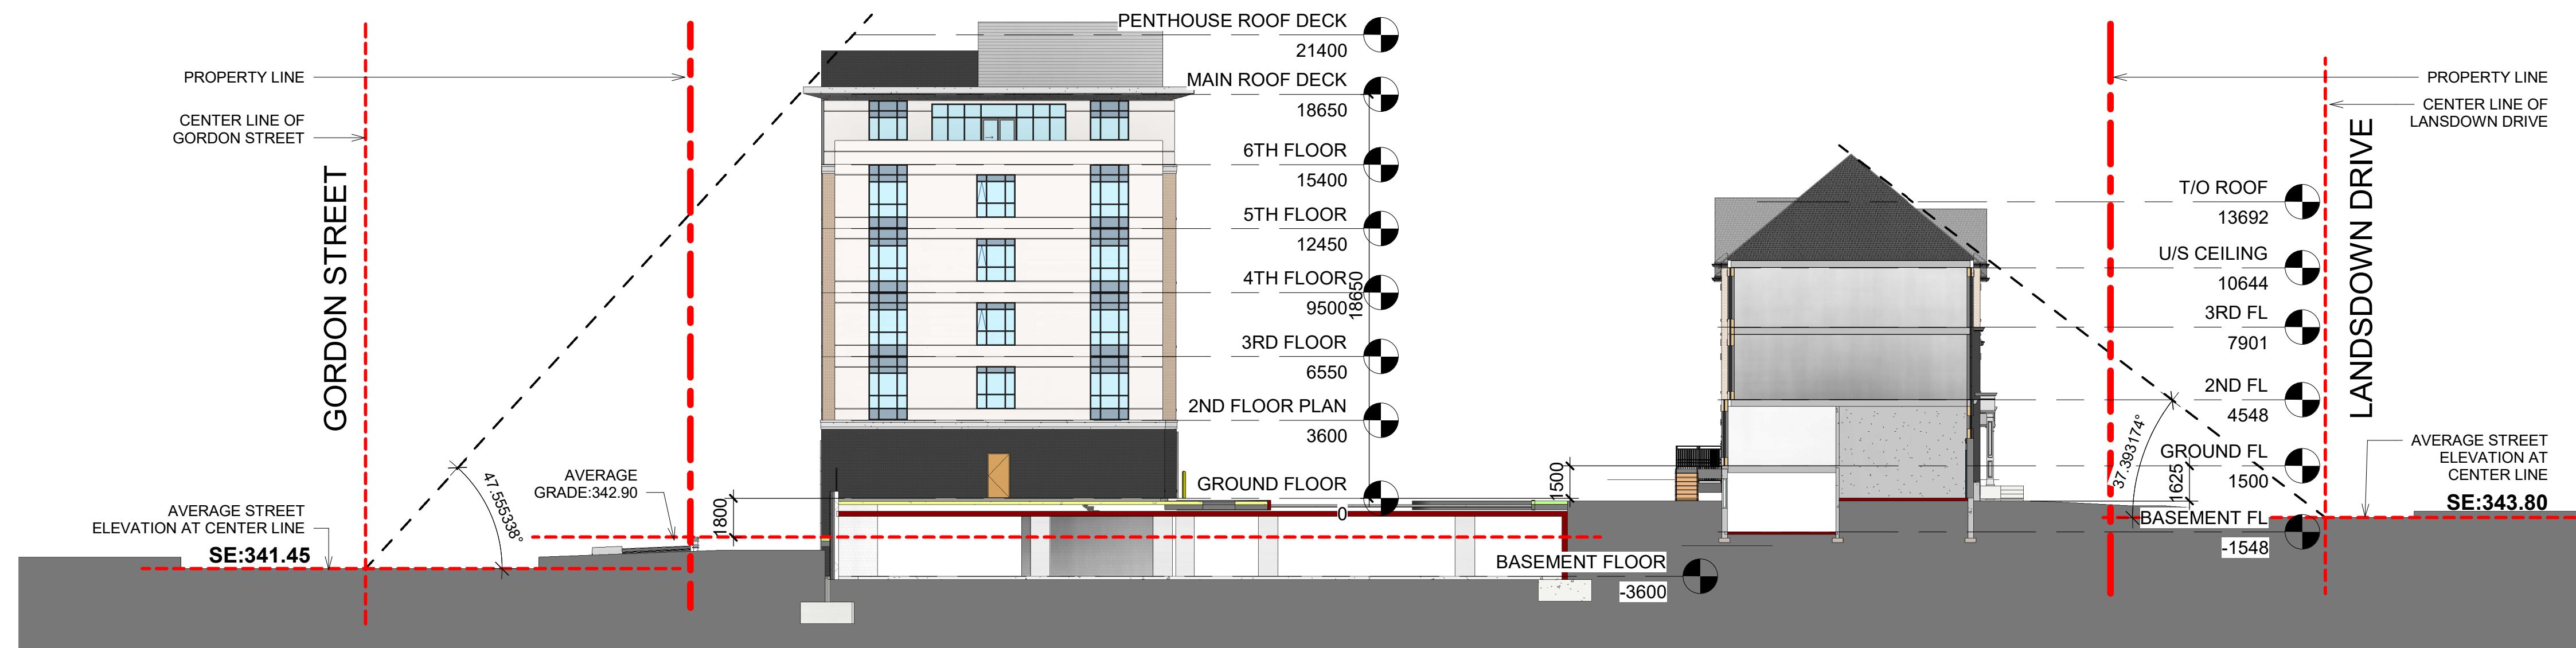 PROPERTY LINE
CENTER LINE OF
GORDON STREET
GORDON STREET
AVERAGE STREET
ELEVATION AT CENTER LINE
SE:341.45
47.555338°
AVERAGE
GRADE:342.90
1800
PENTHOUSE ROOF DECK
21400
MAIN ROOF DECK
18650
6TH FLOOR
15400
5TH FLOOR
12450
4TH FLOOR
9500
18650
3RD FLOOR
6550
2ND FLOOR PLAN
3600
GROUND FLOOR
0
1500
BASEMENT FLOOR
-3600
PROPERTY LINE
CENTER LINE OF
LANSDOWN DRIVE
LANDSDOWN DRIVE
T/O ROOF
13692
U/S CEILING
10644
3RD FL
7901
2ND FL
4548
37.393174°
GROUND FL
1500
1625
BASEMENT FL
-1548
AVERAGE STREET
ELEVATION AT
CENTER LINE
SE:343.80